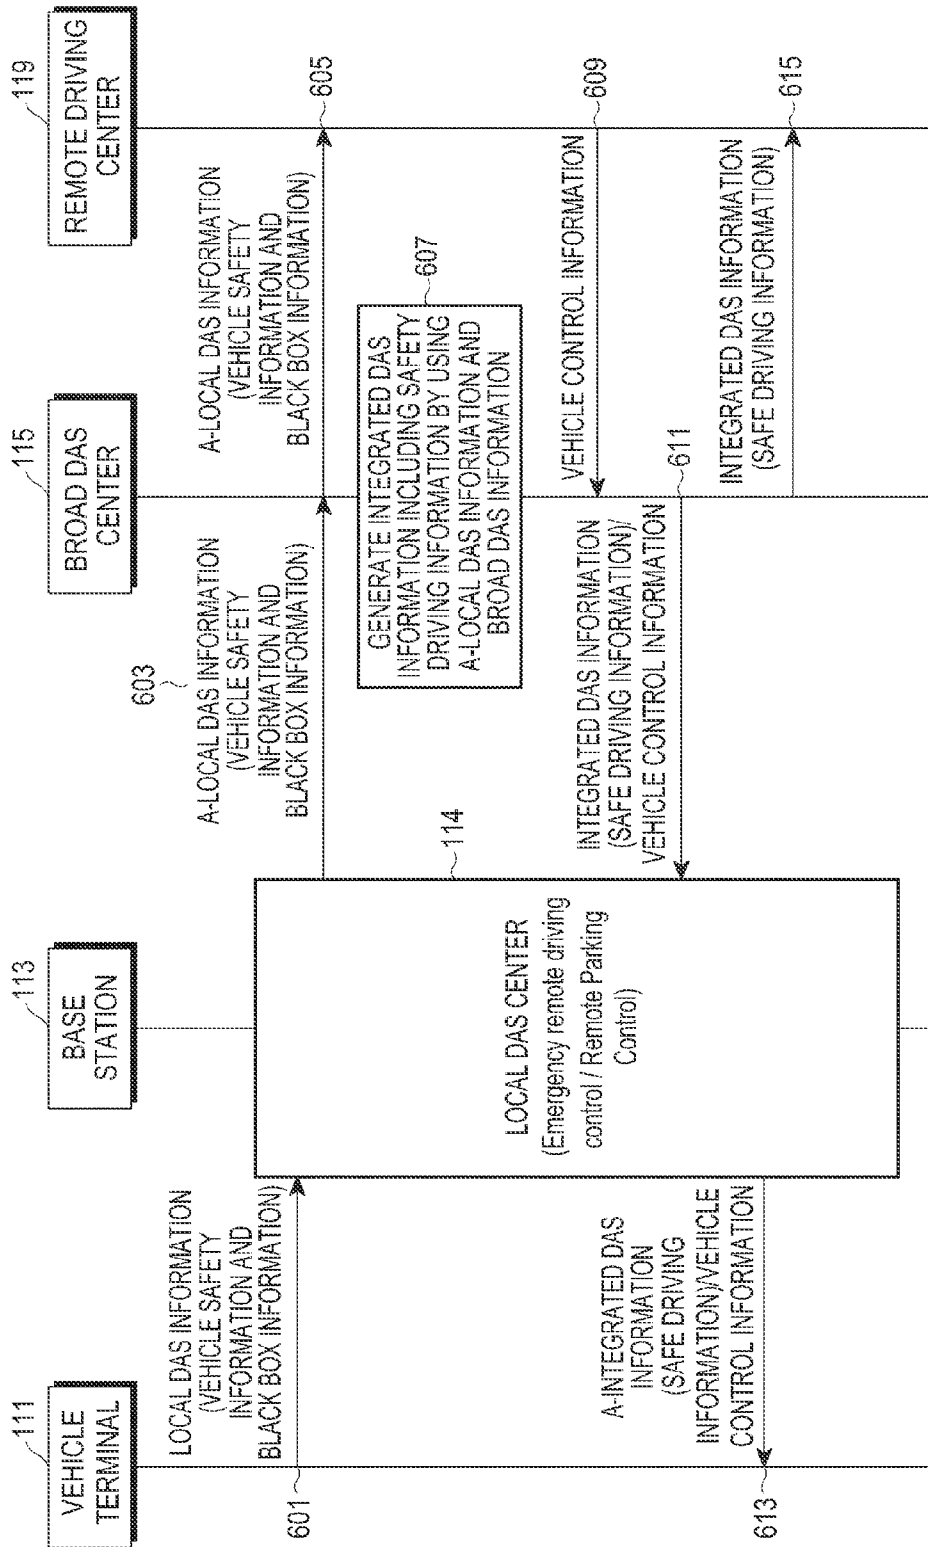 111
VEHICLE
TERMINAL
113
BASE
STATION
115
BROAD DAS
CENTER
119
REMOTE DRIVING
CENTER
LOCAL DAS INFORMATION
(VEHICLE SAFETY
INFORMATION AND
BLACK BOX INFORMATION)
601
603
A-LOCAL DAS INFORMATION
(VEHICLE SAFETY
INFORMATION AND
BLACK BOX INFORMATION)
A-LOCAL DAS INFORMATION
(VEHICLE SAFETY
INFORMATION AND
BLACK BOX INFORMATION)
605
114
LOCAL DAS CENTER
(Emergency remote driving
control / Remote Parking
Control)
607
GENERATE INTEGRATED DAS
INFORMATION INCLUDING SAFETY
DRIVING INFORMATION BY USING
A-LOCAL DAS INFORMATION AND
BROAD DAS INFORMATION
VEHICLE CONTROL INFORMATION
609
INTEGRATED DAS INFORMATION
(SAFE DRIVING INFORMATION)/
VEHICLE CONTROL INFORMATION
611
A-INTEGRATED DAS
INFORMATION
(SAFE DRIVING
INFORMATION)/VEHICLE
CONTROL INFORMATION
613
INTEGRATED DAS INFORMATION
(SAFE DRIVING INFORMATION)
615